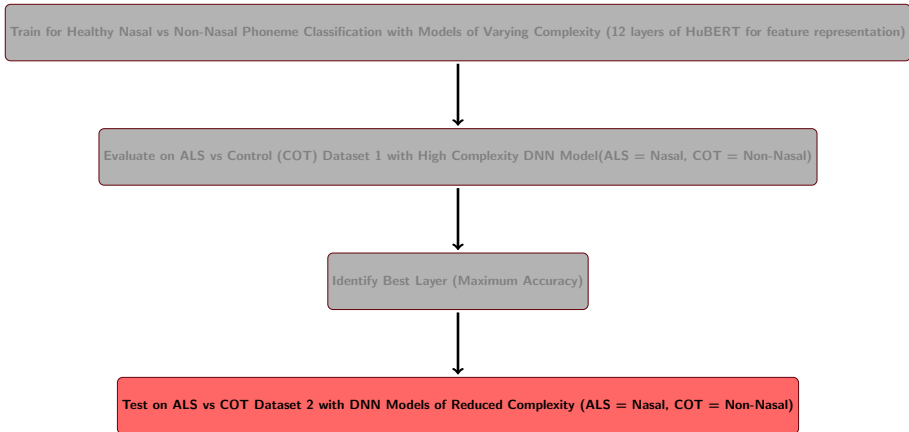 Train for Healthy Nasal vs Non-Nasal Phoneme Classification with Models of Varying Complexity (12 layers of HuBERT for feature representation)
Evaluate on ALS vs Control (COT) Dataset 1 with High Complexity DNN Model(ALS = Nasal, COT = Non-Nasal)
Identify Best Layer (Maximum Accuracy)
Test on ALS vs COT Dataset 2 with DNN Models of Reduced Complexity (ALS = Nasal, COT = Non-Nasal)